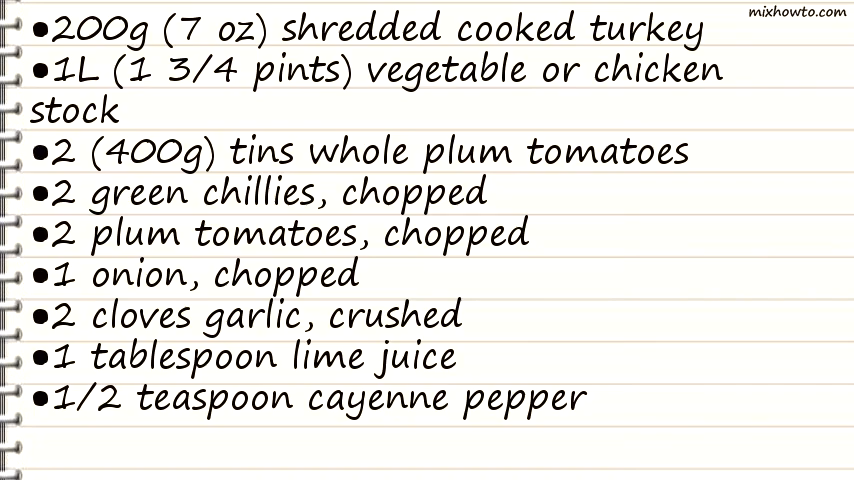 mixhowto.com
•200g (7 oz) shredded cooked turkey
•1L (1 3/4 pints) vegetable or chicken
stock
•2 (400g) tins whole plum tomatoes
•2 green chillies, chopped
•2 plum tomatoes, chopped
•1 onion, chopped
•2 cloves garlic, crushed
•1 tablespoon lime juice
•1/2 teaspoon cayenne pepper